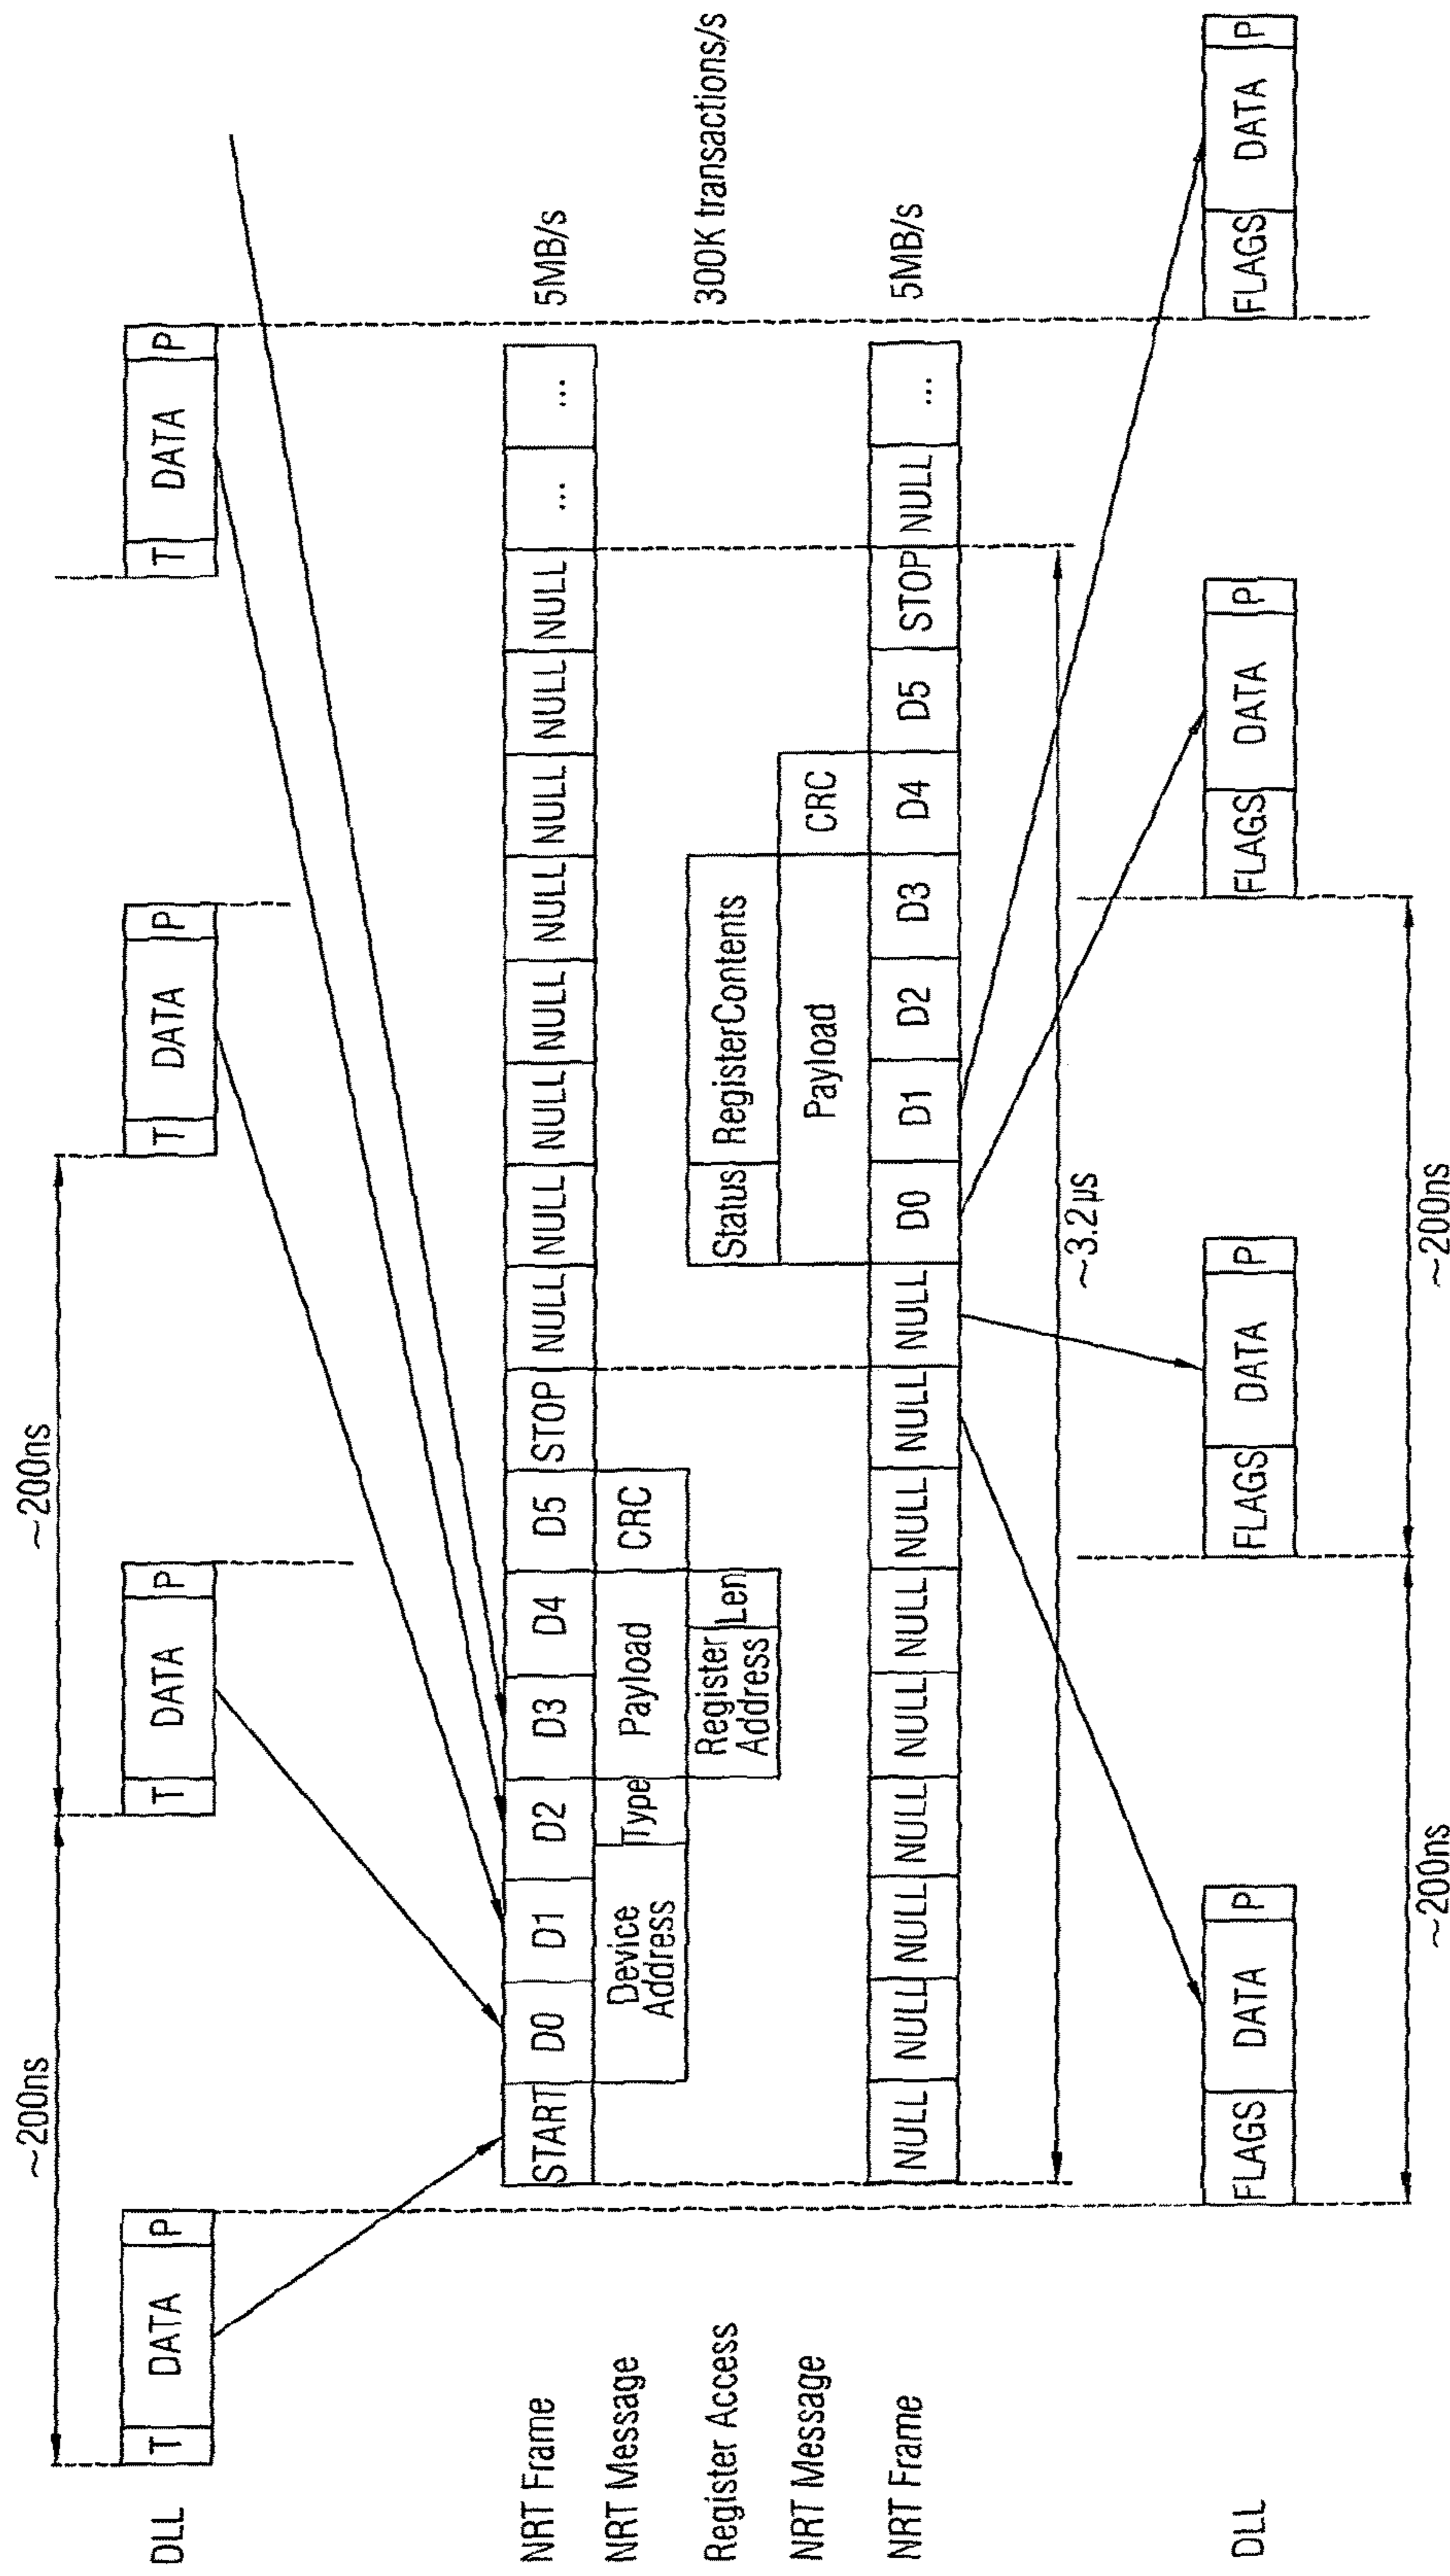 ~200ns ~200ns
DLL T DATA P T DATA P T DATA P T DATA P
NRT Frame START D0 D1 D2 D3 D4 D5 STOP NULL NULL NULL NULL NULL NULL NULL NULL ... ... 5MB/s
NRT Message Device Address Type Payload CRC
Register Access Register Address Len Status RegisterContents 300K transactions/s
NRT Message Payload CRC
NRT Frame NULL NULL NULL NULL NULL NULL NULL NULL NULL D0 D1 D2 D3 D4 D5 STOP NULL ... 5MB/s
~3.2µs
DLL FLAGS DATA P FLAGS DATA P FLAGS DATA P FLAGS DATA P
~200ns ~200ns